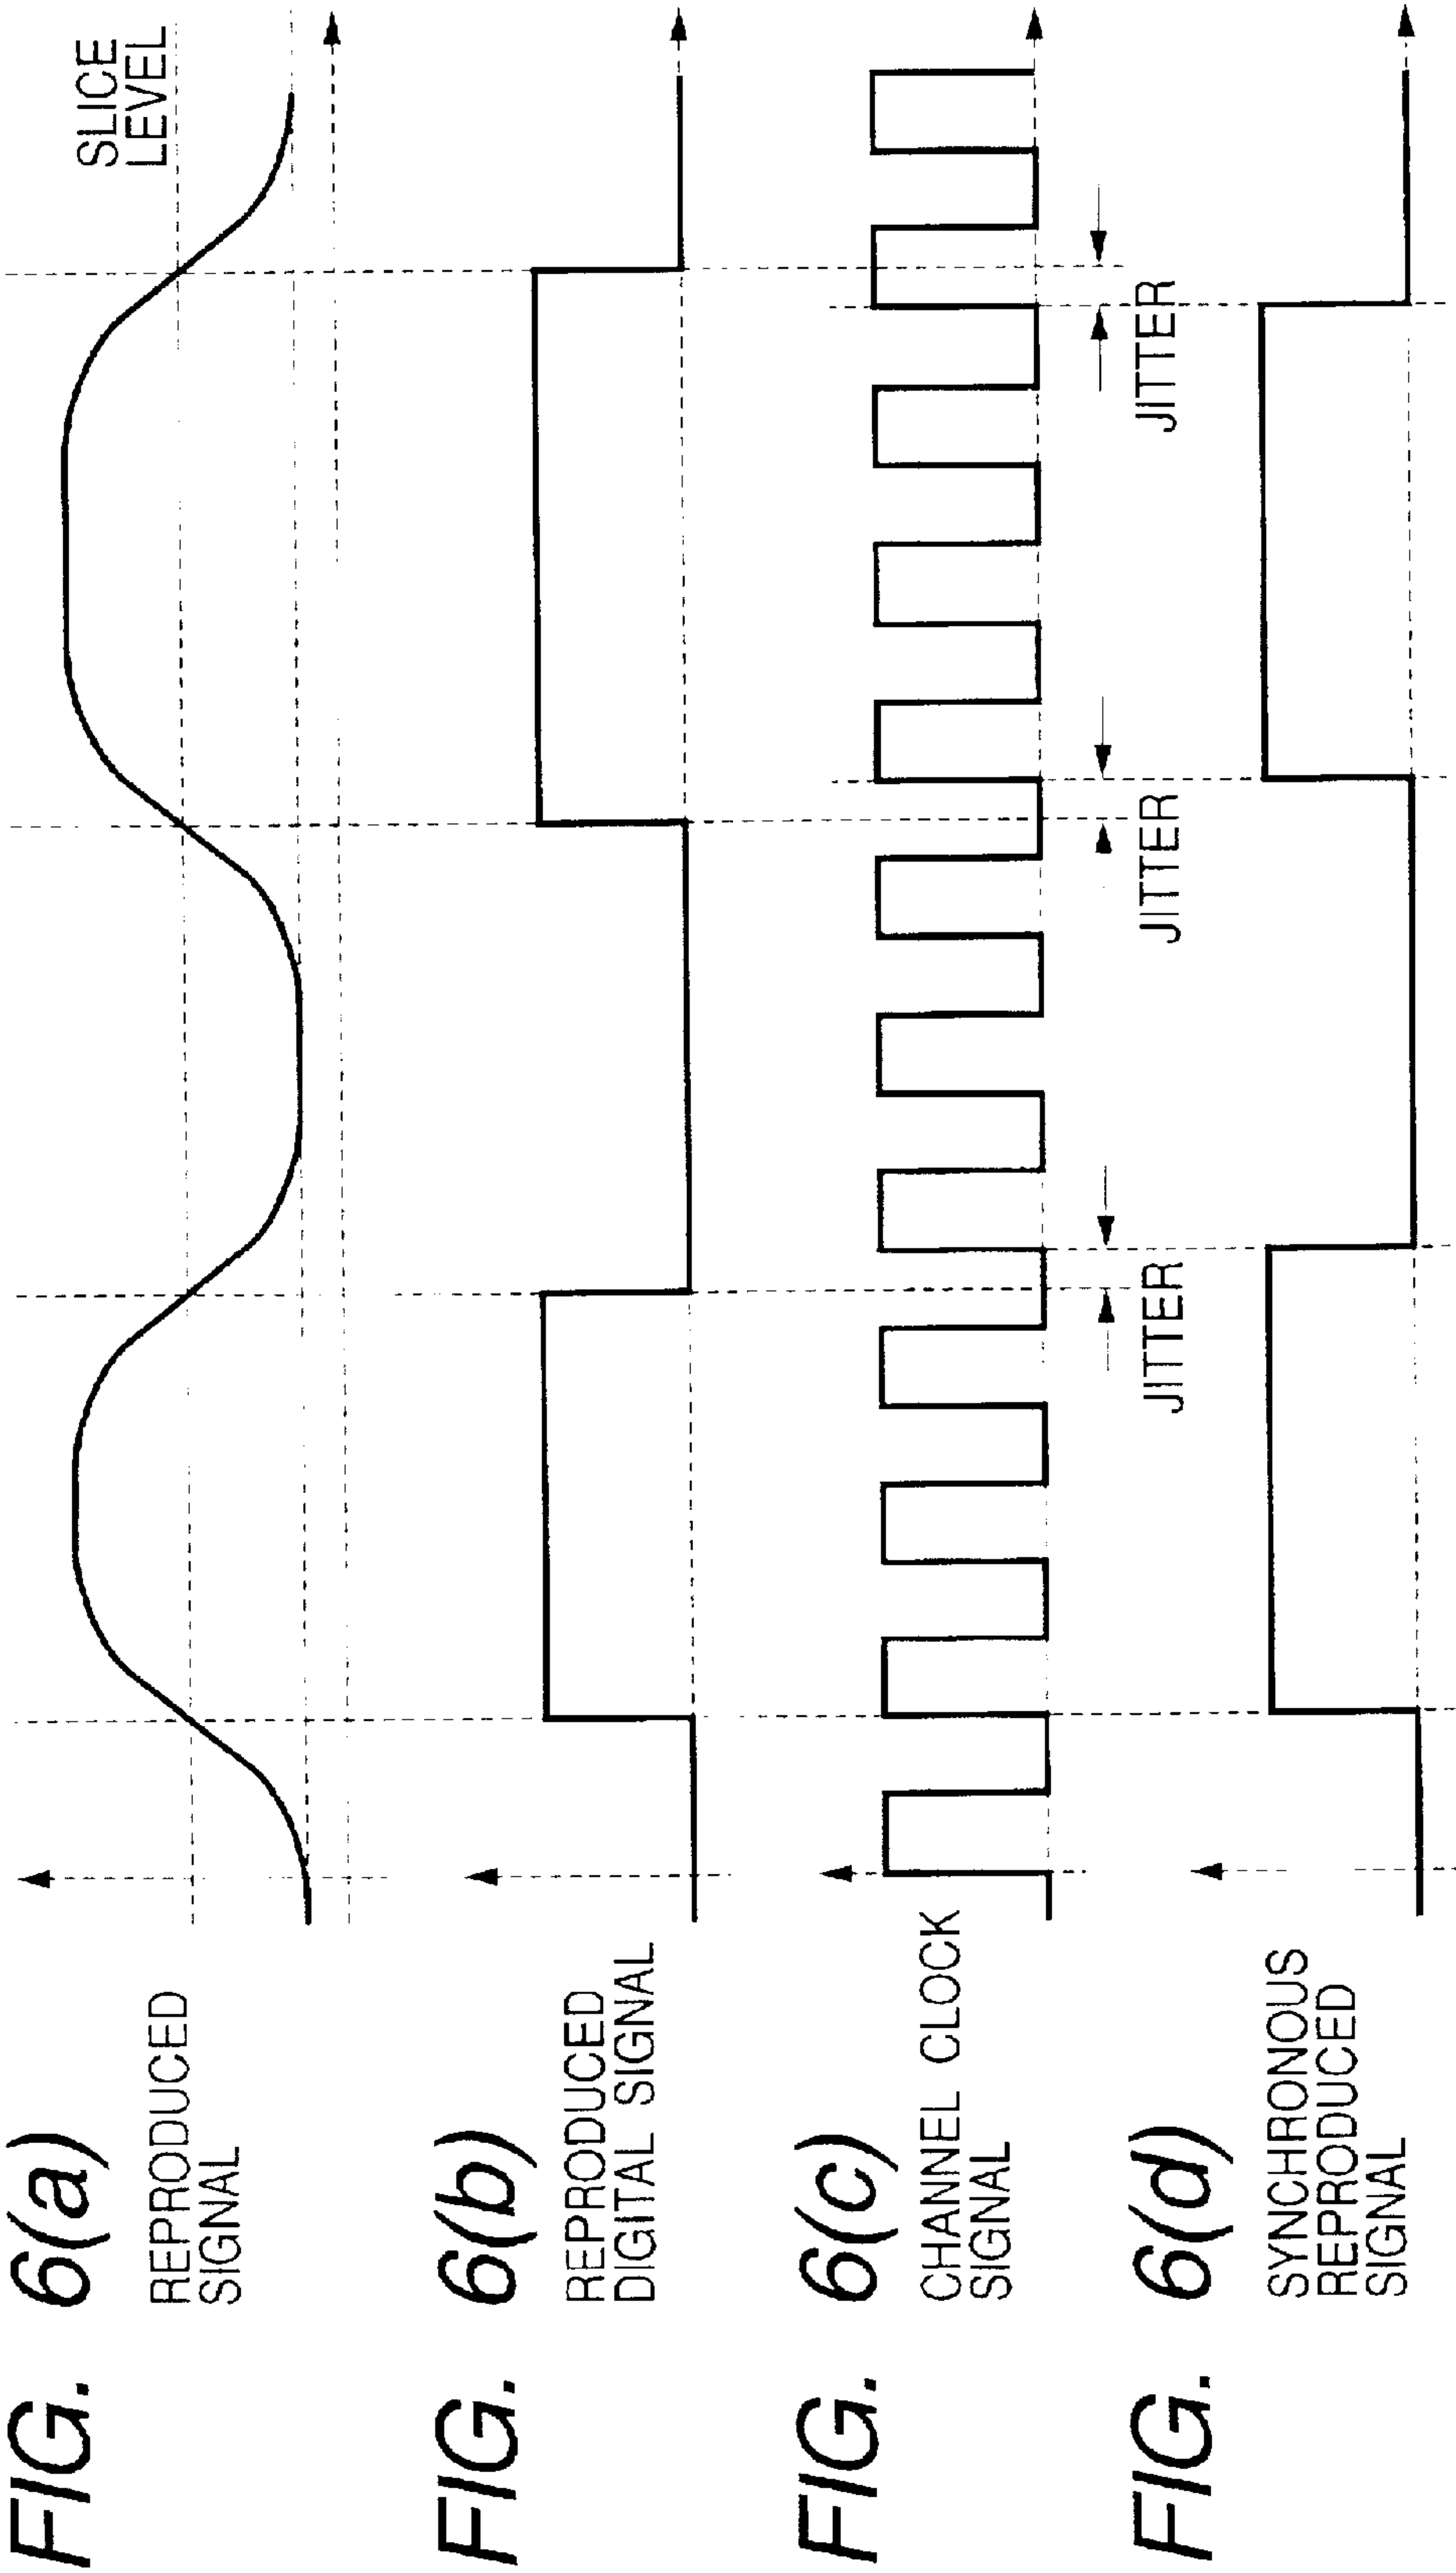 FIG. 6(a)
REPRODUCED
SIGNAL
SLICE
LEVEL
FIG. 6(b)
REPRODUCED
DIGITAL SIGNAL
FIG. 6(c)
CHANNEL CLOCK
SIGNAL
JITTER
JITTER
JITTER
FIG. 6(d)
SYNCHRONOUS
REPRODUCED
SIGNAL